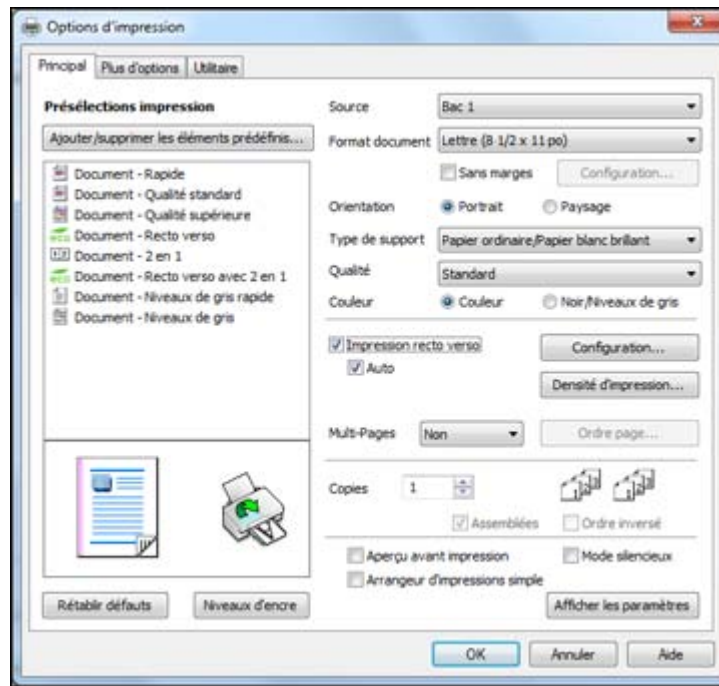 Options d'impression
Principal Plus d'options Utilitaire
Présélections impression
Ajouter/supprimer les éléments prédéfinis...
Document - Rapide
Document - Qualité standard
Document - Qualité supérieure
Document - Recto verso
Document - 2 en 1
Document - Recto verso avec 2 en 1
Document - Niveaux de gris rapide
Document - Niveaux de gris
Rétablir défauts Niveaux d'encre
Source Bac 1
Format document Lettre (8 1/2 x 11 po)
Sans marges Configuration...
Orientation Portrait Paysage
Type de support Papier ordinaire/Papier blanc brillant
Qualité Standard
Couleur Couleur Noir/Niveaux de gris
Impression recto verso Configuration...
Auto
Densité d'impression...
Multi-Pages Non Ordre page...
Copies 1
Assemblées Ordre inversé
Aperçu avant impression Mode silencieux
Arrangeur d'impressions simple
Afficher les paramètres
OK Annuler Aide